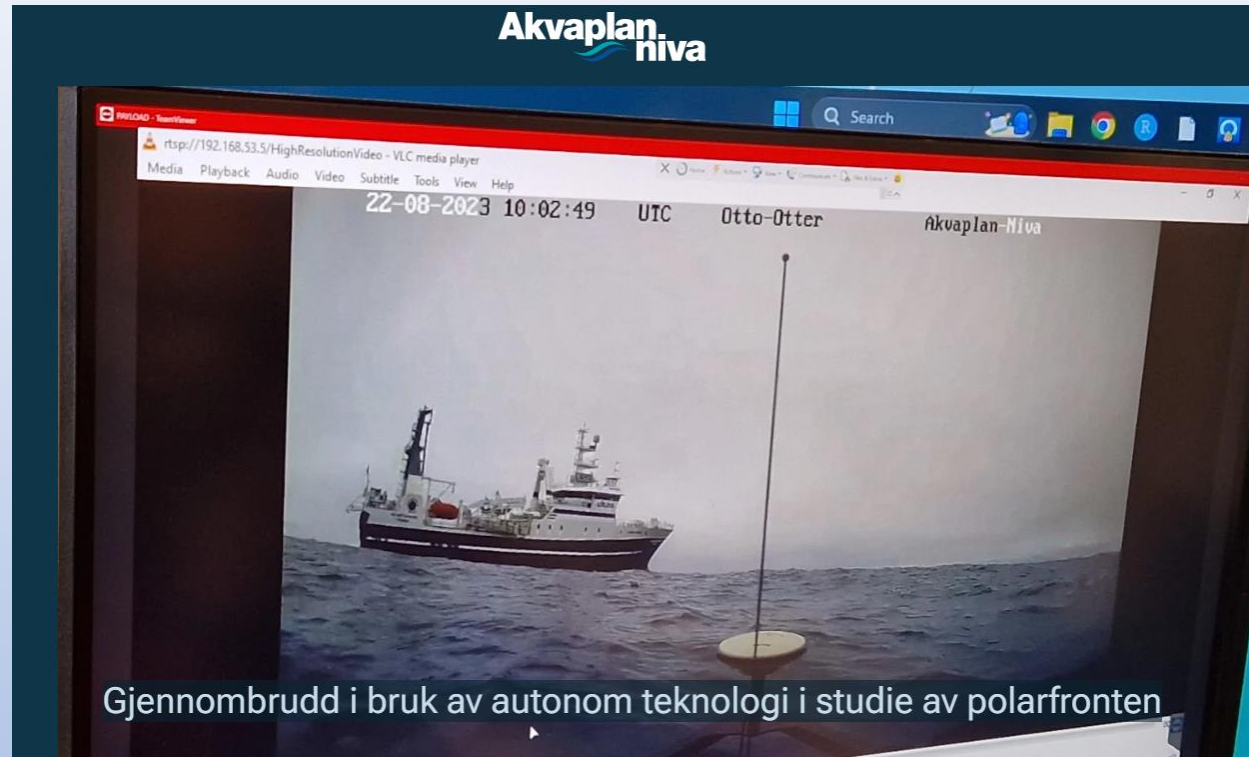 Akvaplan
niva
Search
PAYLOAD - TeamViewer
rtsp://192.168.53.5/HighResolutionVideo - VLC media player
Media Playback Audio Video Subtitle Tools View Help
22-08-2023 10:02:49 UTC Otto-Otter Akvaplan-Niva
Gjennombrudd i bruk av autonom teknologi i studie av polarfronten